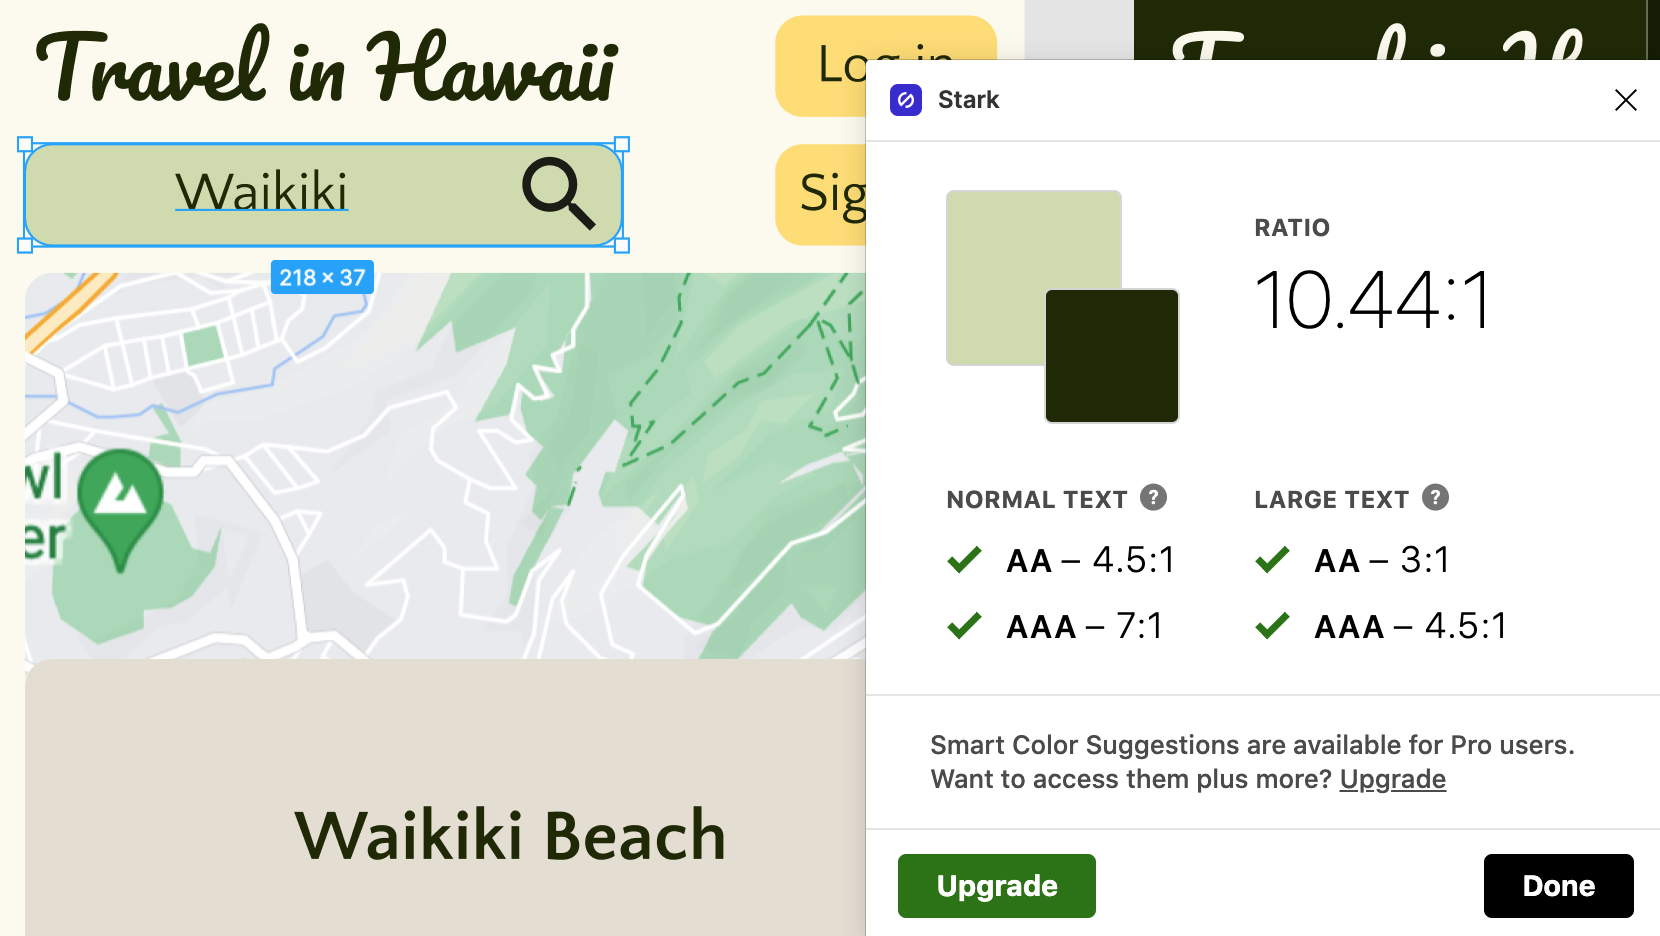 Travel in Hawaii
Log in
Stark
Waikiki
Sig
218 × 37
RATIO
10.44:1
NORMAL TEXT ?
LARGE TEXT ?
AA – 4.5:1
AA – 3:1
AAA – 7:1
AAA – 4.5:1
wl
er
Smart Color Suggestions are available for Pro users.
Want to access them plus more? Upgrade
Waikiki Beach
Upgrade
Done